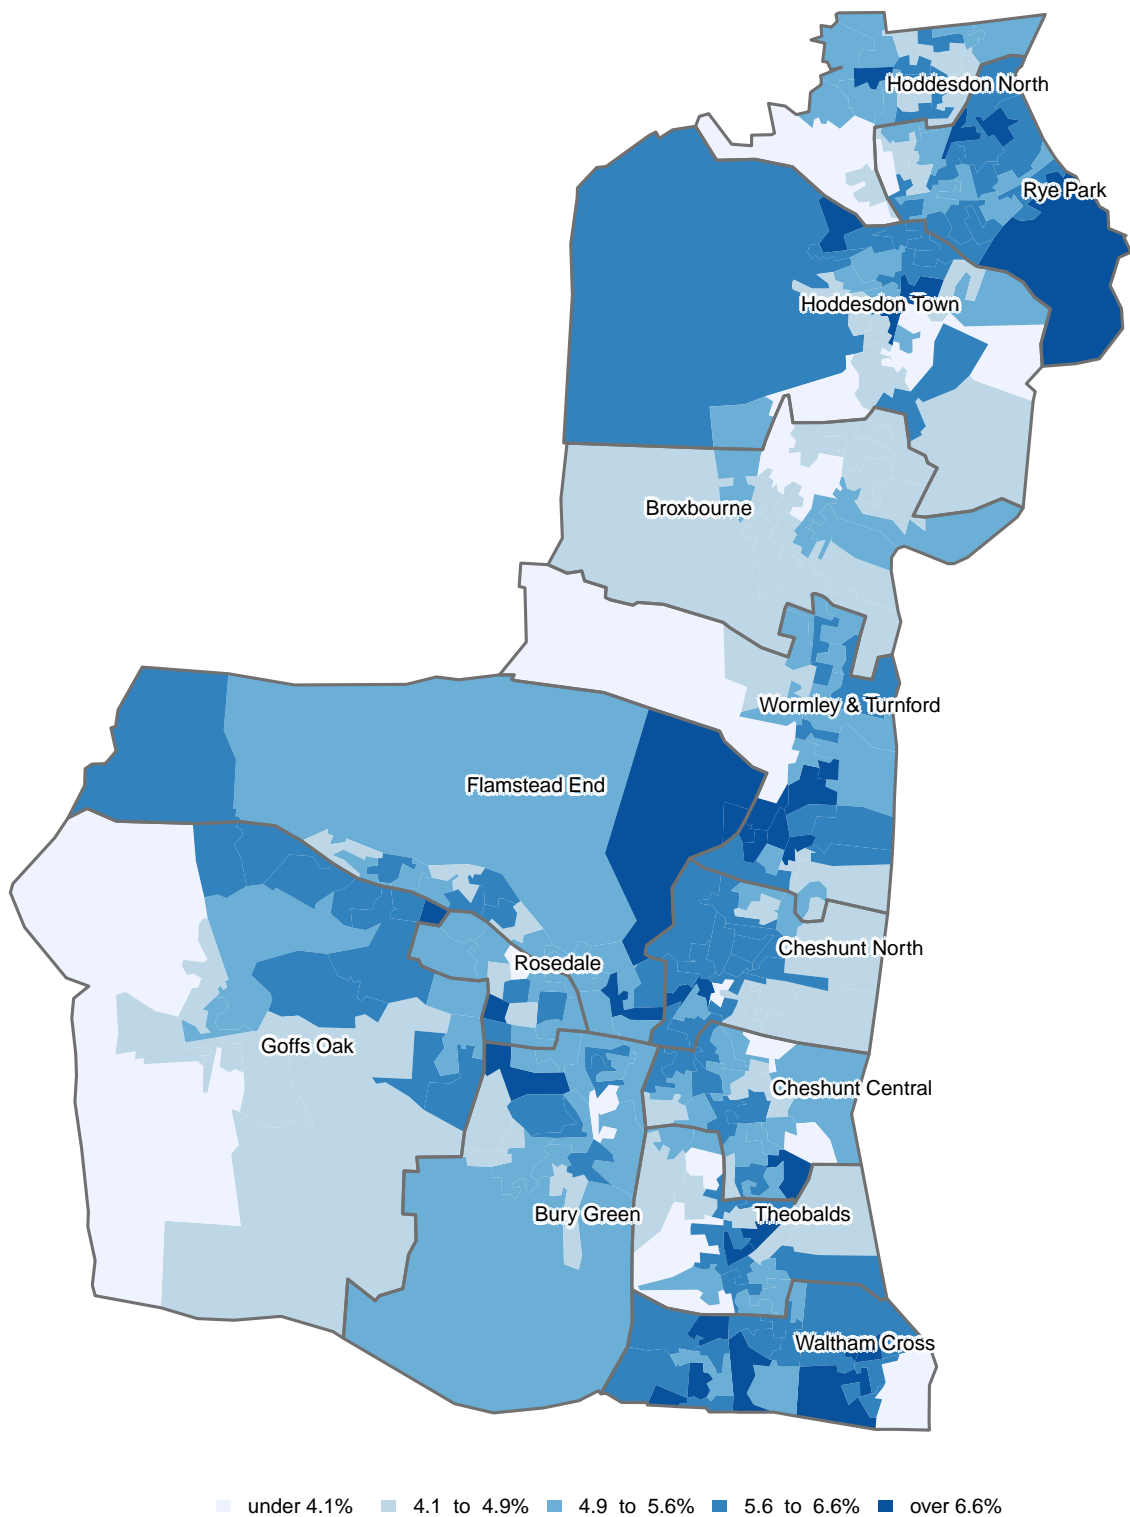 Hoddesdon North
Rye Park
Hoddesdon Town
Broxbourne
Wormley & Turnford
Flamstead End
Cheshunt North
Rosedale
Goffs Oak
Cheshunt Central
Bury Green
Theobalds
Waltham Cross
under 4.1% 4.1 to 4.9% 4.9 to 5.6% 5.6 to 6.6% over 6.6%